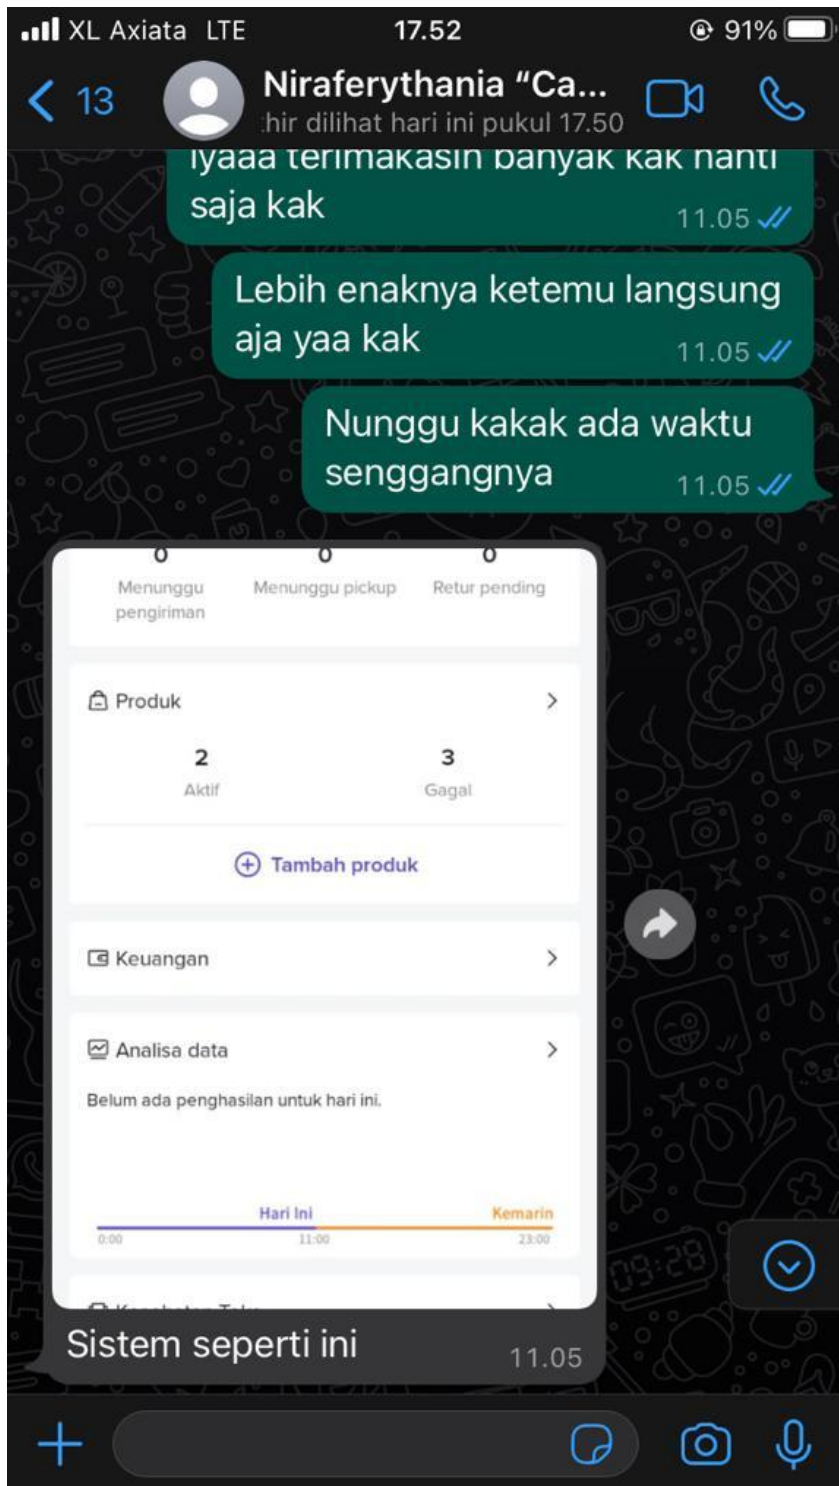 XL Axiata LTE 17.52 91%
13 Niraferythania “Ca...
:hir dilihat hari ini pukul 17.50
iyaaa terimakasih banyak kak nanti
saja kak 11.05
Lebih enaknya ketemu langsung
aja yaa kak 11.05
Nunggu kakak ada waktu
senggangnya 11.05
0 0 0
Menunggu pengiriman Menunggu pickup Retur pending
Produk
2 3
Aktif Gagal
Tambah produk
Keuangan
Analisa data
Belum ada penghasilan untuk hari ini.
Hari Ini Kemarin
0:00 11:00 23:00
Sistem seperti ini 11.05